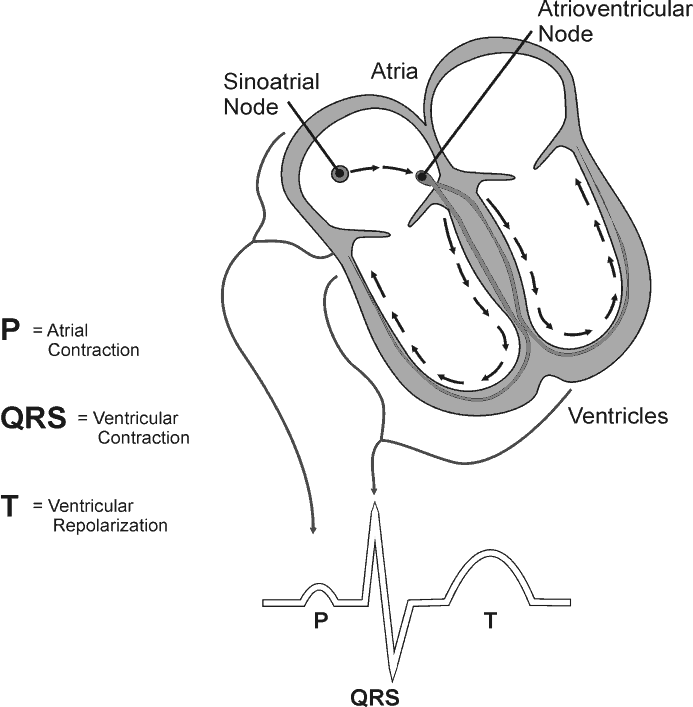 Atrioventricular
Node
Atria
Sinoatrial
Node
P = Atrial
Contraction
QRS = Ventricular
Contraction
Ventricles
T = Ventricular
Repolarization
P
T
QRS